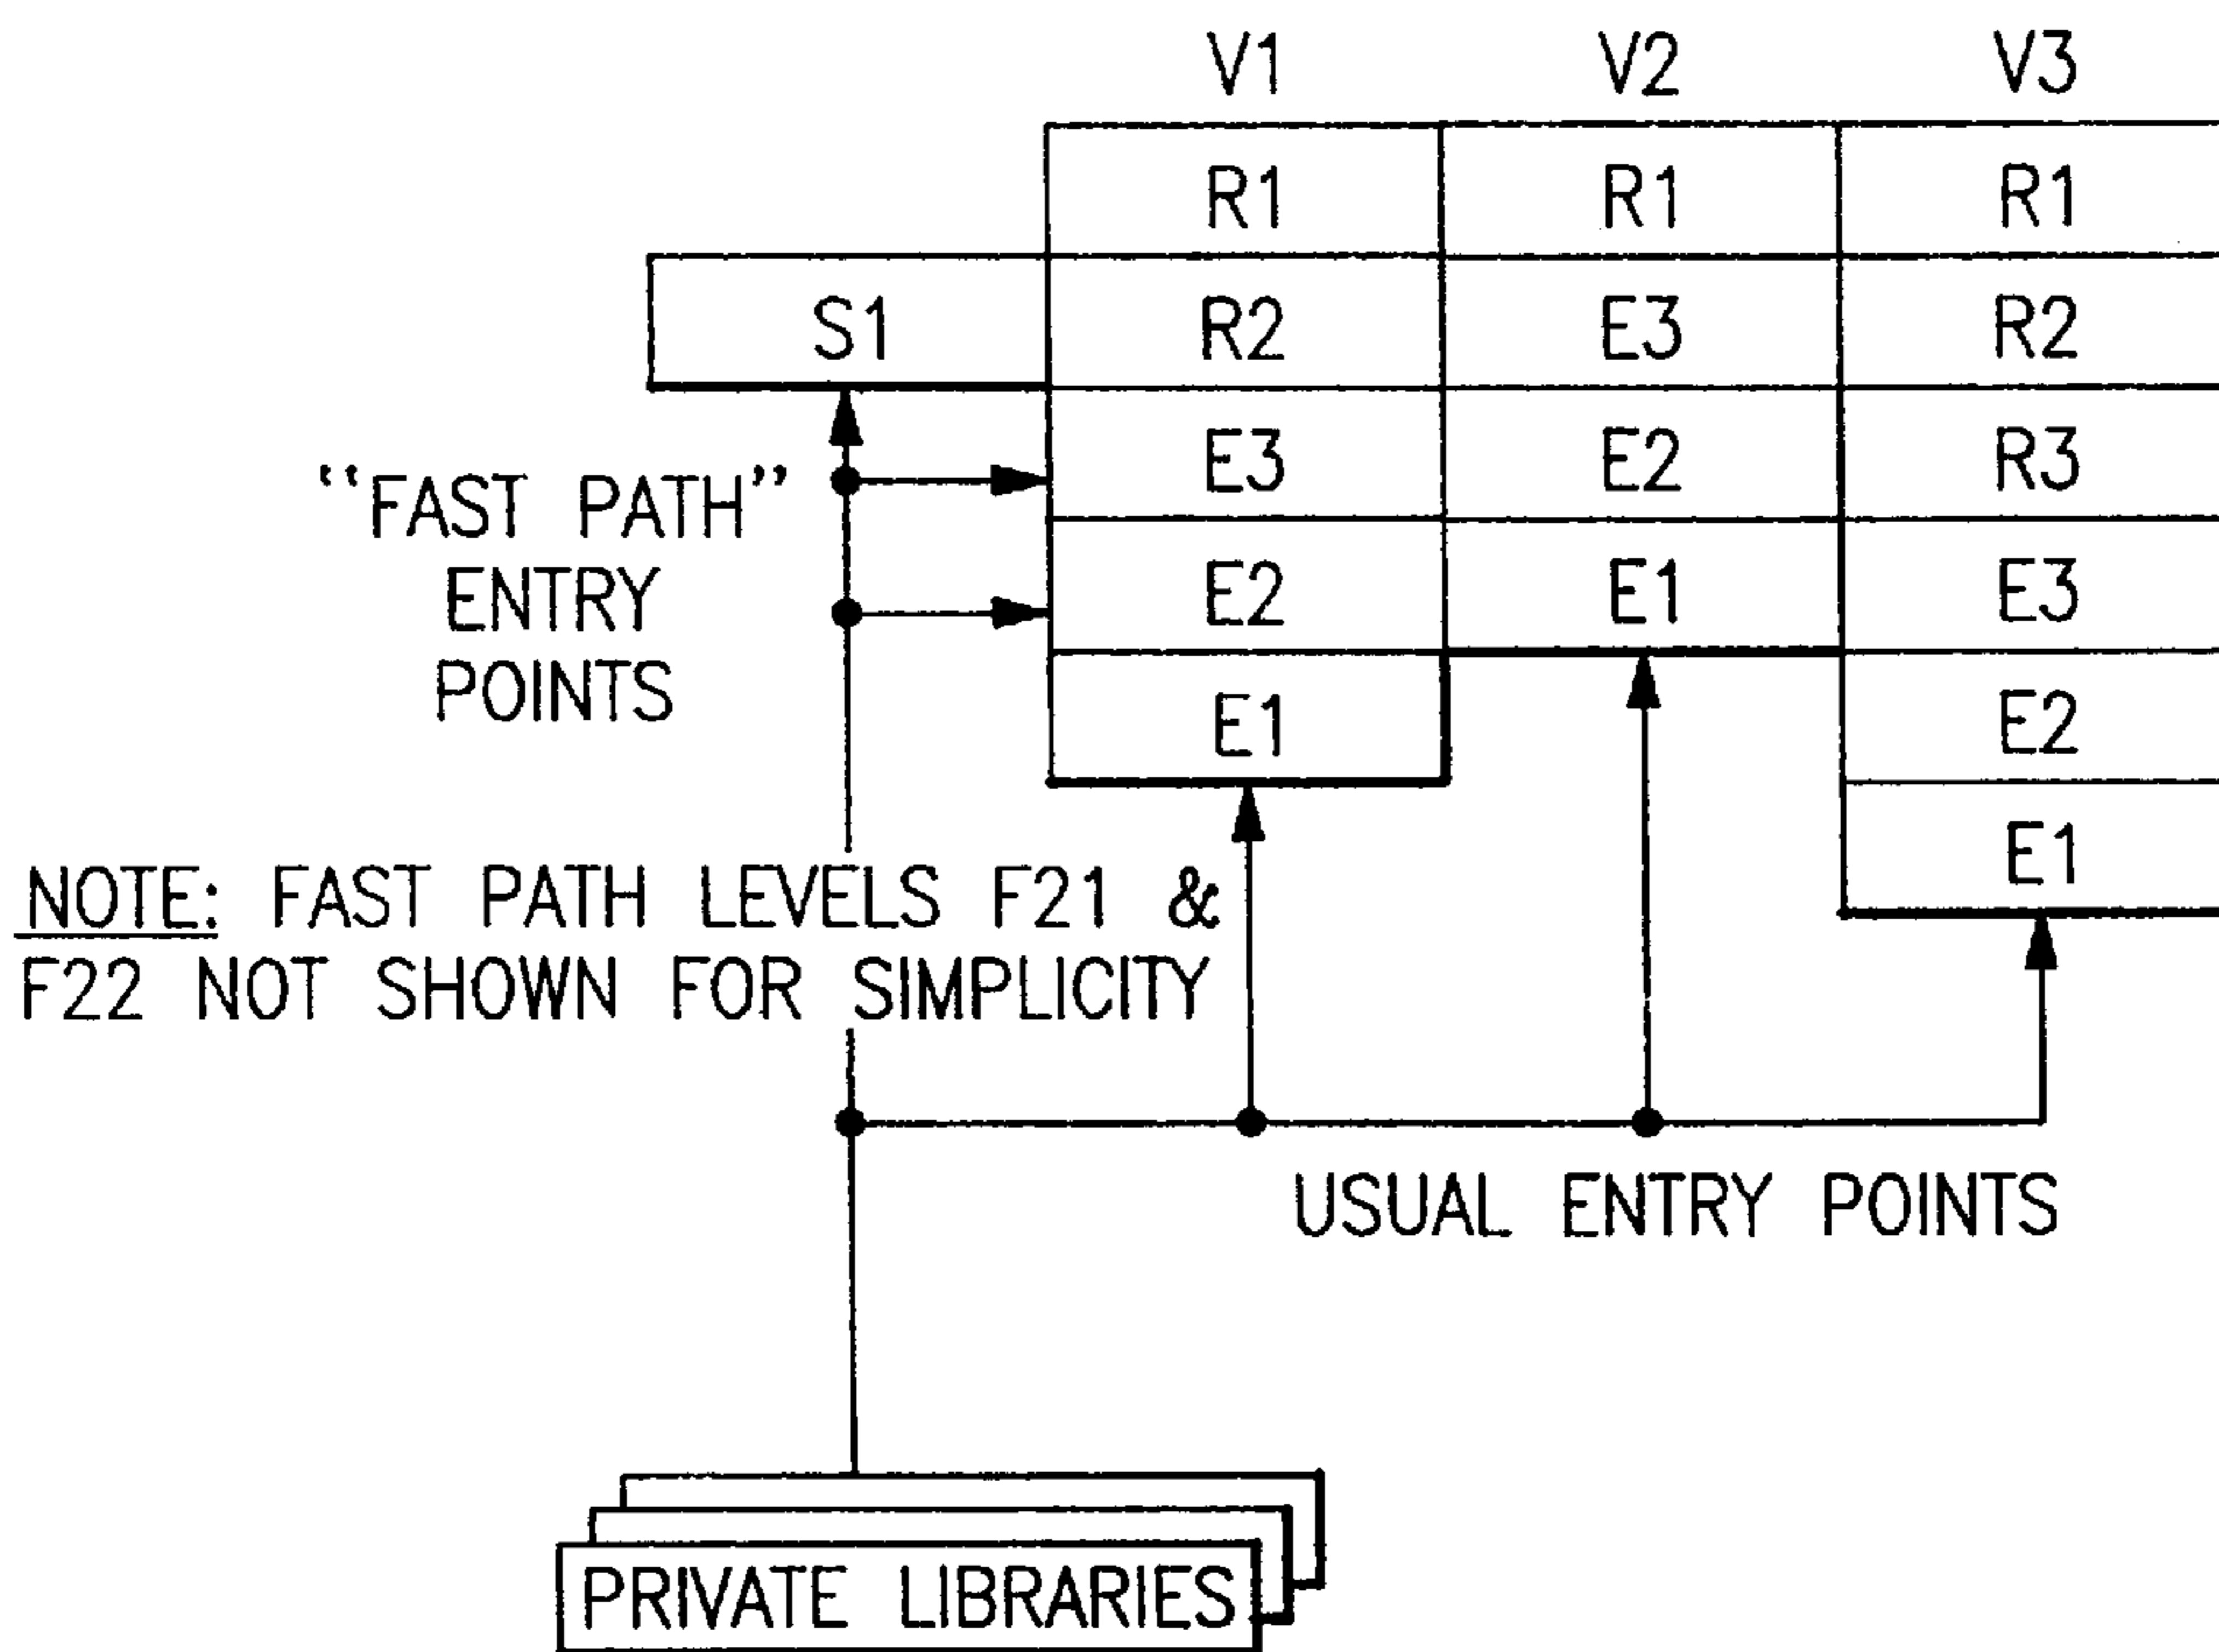 V1 V2 V3
R1 R1 R1
S1 R2 E3 R2
E3 E2 R3
‘‘FAST PATH’’
ENTRY
POINTS
E2 E1 E3
E1 E2
E1
NOTE: FAST PATH LEVELS F21 &
F22 NOT SHOWN FOR SIMPLICITY
USUAL ENTRY POINTS
PRIVATE LIBRARIES